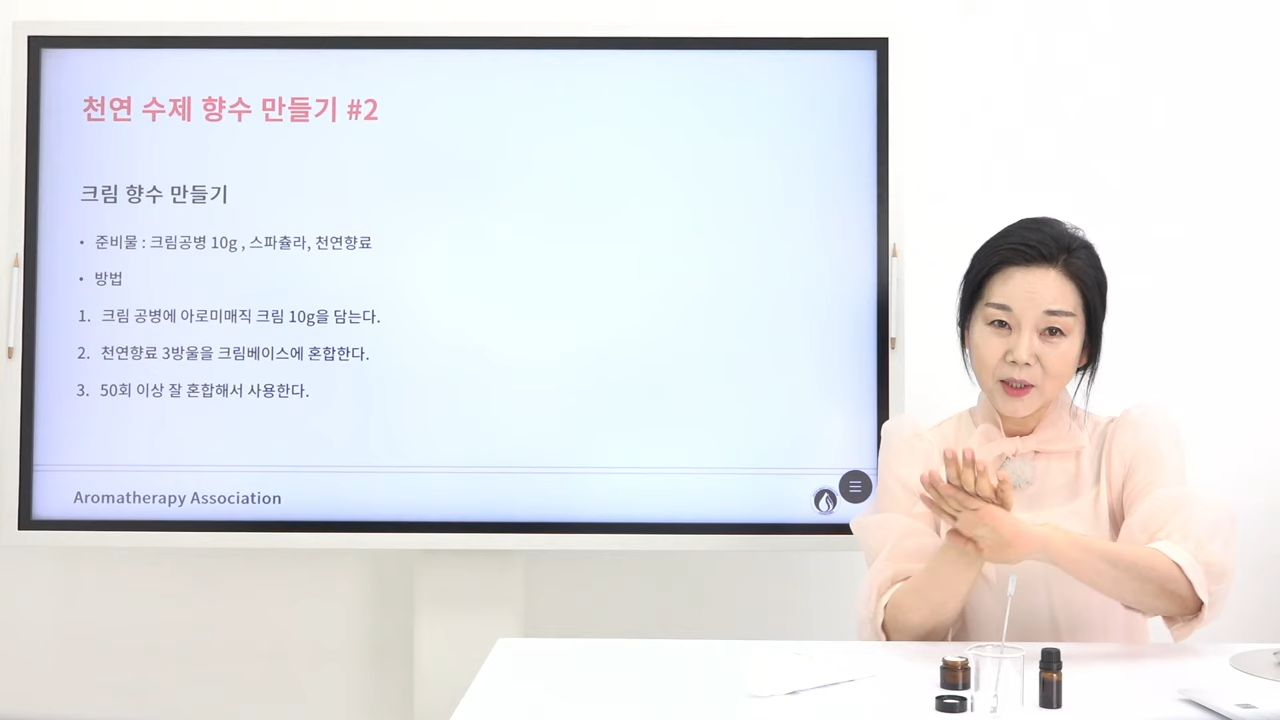 천연 수제 향수 만들기 #2
크림 향수 만들기
• 준비물 : 크림공병 10g , 스파츌라, 천연향료
• 방법
1. 크림 공병에 아로미매직 크림 10g을 담는다.
2. 천연향료 3방울을 크림베이스에 혼합한다.
3. 50회 이상 잘 혼합해서 사용한다.
Aromatherapy Association